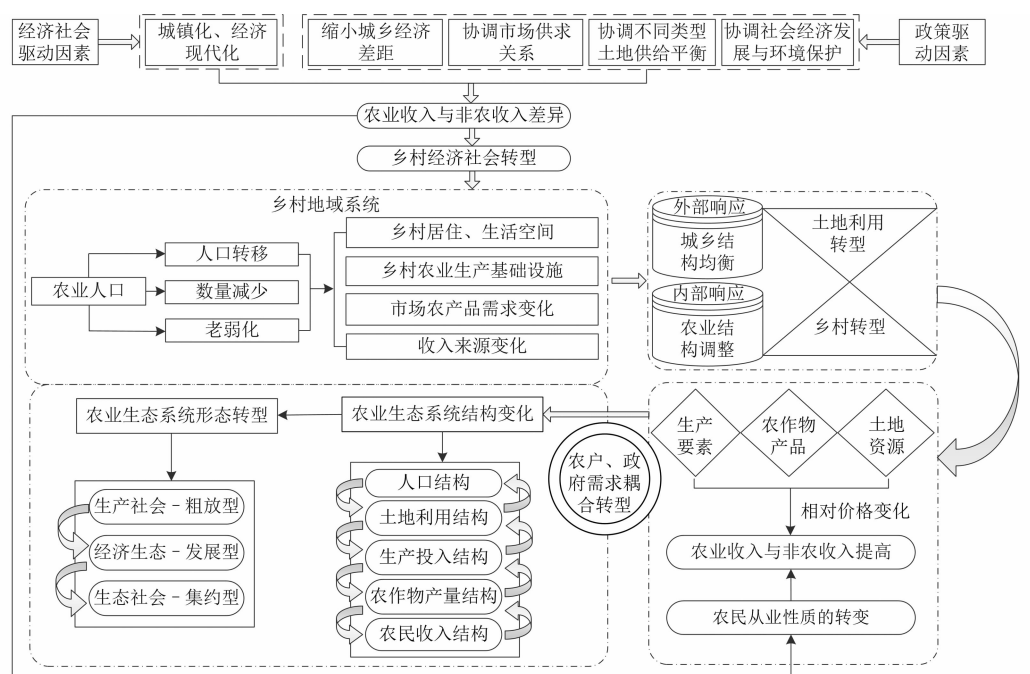 经济社会
驱动因素
城镇化、经济
现代化
缩小城乡经济
差距
协调市场供求
关系
协调不同类型
土地供给平衡
协调社会经济发
展与环境保护
政策驱
动因素
农业收入与非农收入差异
乡村经济社会转型
乡村地域系统
农业人口
人口转移
数量减少
老弱化
乡村居住、生活空间
乡村农业生产基础设施
市场农产品需求变化
收入来源变化
外部响应
城乡结
构均衡
内部响应
农业结
构调整
土地利用
转型
乡村转型
农业生态系统形态转型
农业生态系统结构变化
生产社会-粗放型
经济生态-发展型
生态社会-集约型
人口结构
土地利用结构
生产投入结构
农作物产量结构
农民收入结构
农户、政
府需求耦
合转型
生产
要素
农作物
产品
土地
资源
相对价格变化
农业收入与非农收入提高
农民从业性质的转变